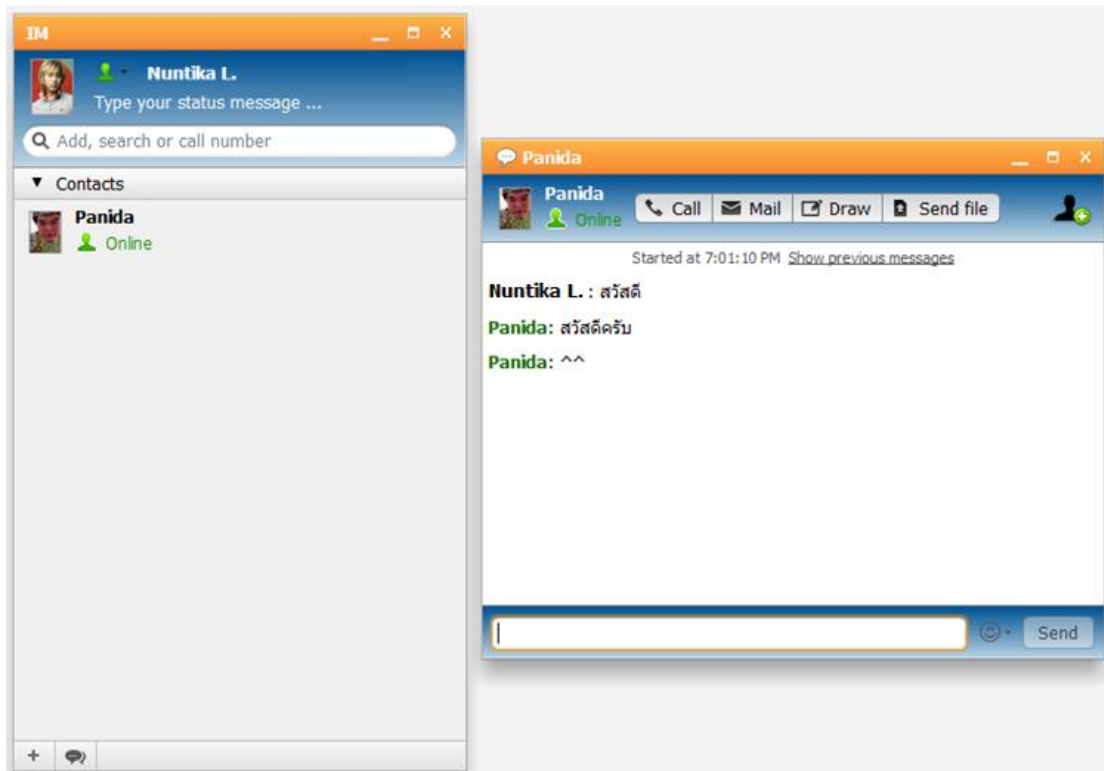 IM
Nuntika L.
Type your status message ...
Add, search or call number
Contacts
Panida
Online
Panida
Panida
Online
Call Mail Draw Send file
Started at 7:01:10 PM Show previous messages
Nuntika L. : สวัสดี
Panida: สวัสดีครับ
Panida: ^^
Send